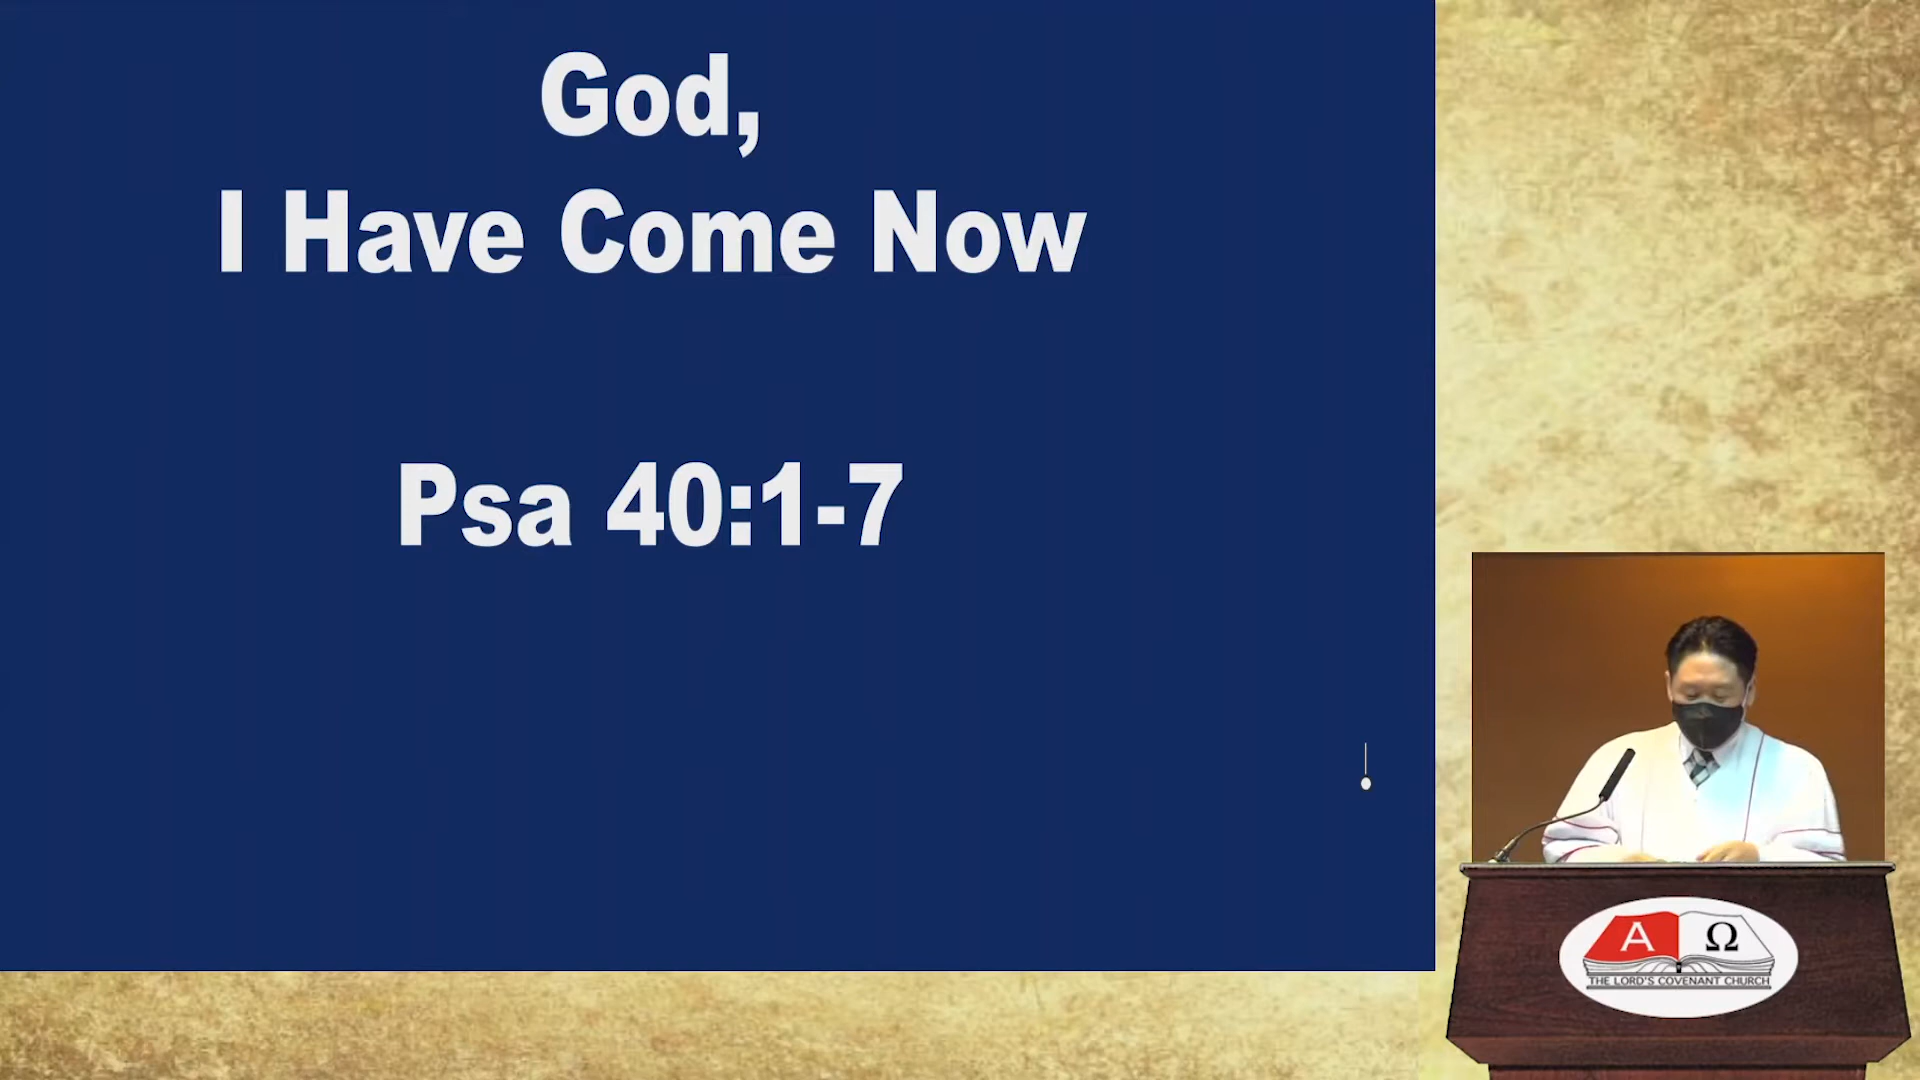 God,
I Have Come Now
Psa 40:1-7
A Ω
THE LORD'S COVENANT CHURCH